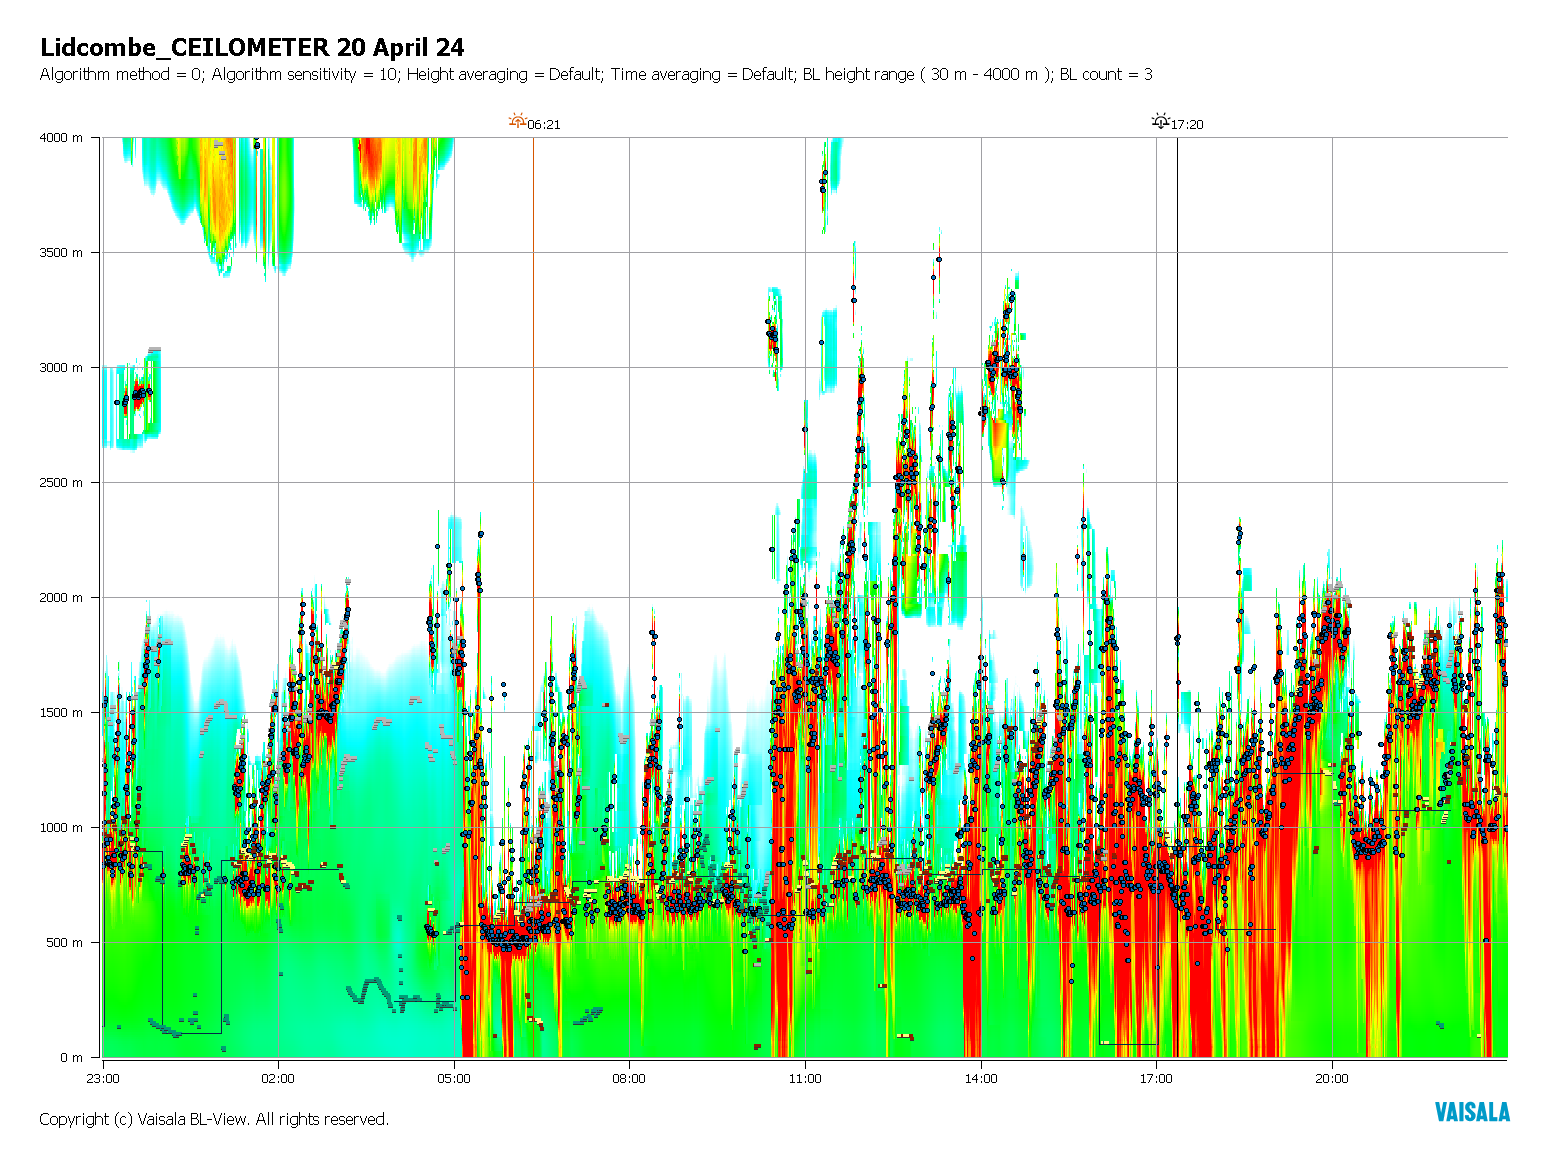 Lidcombe_CEILOMETER 20 April 24
Algorithm method = 0; Algorithm sensitivity = 10; Height averaging = Default; Time averaging = Default; BL height range ( 30 m - 4000 m ); BL count = 3
06:21
17:20
4000 m
3500 m
3000 m
2500 m
2000 m
1500 m
1000 m
500 m
0 m
23:00
02:00
05:00
08:00
11:00
14:00
17:00
20:00
Copyright (c) Vaisala BL-View. All rights reserved.
VAISALA